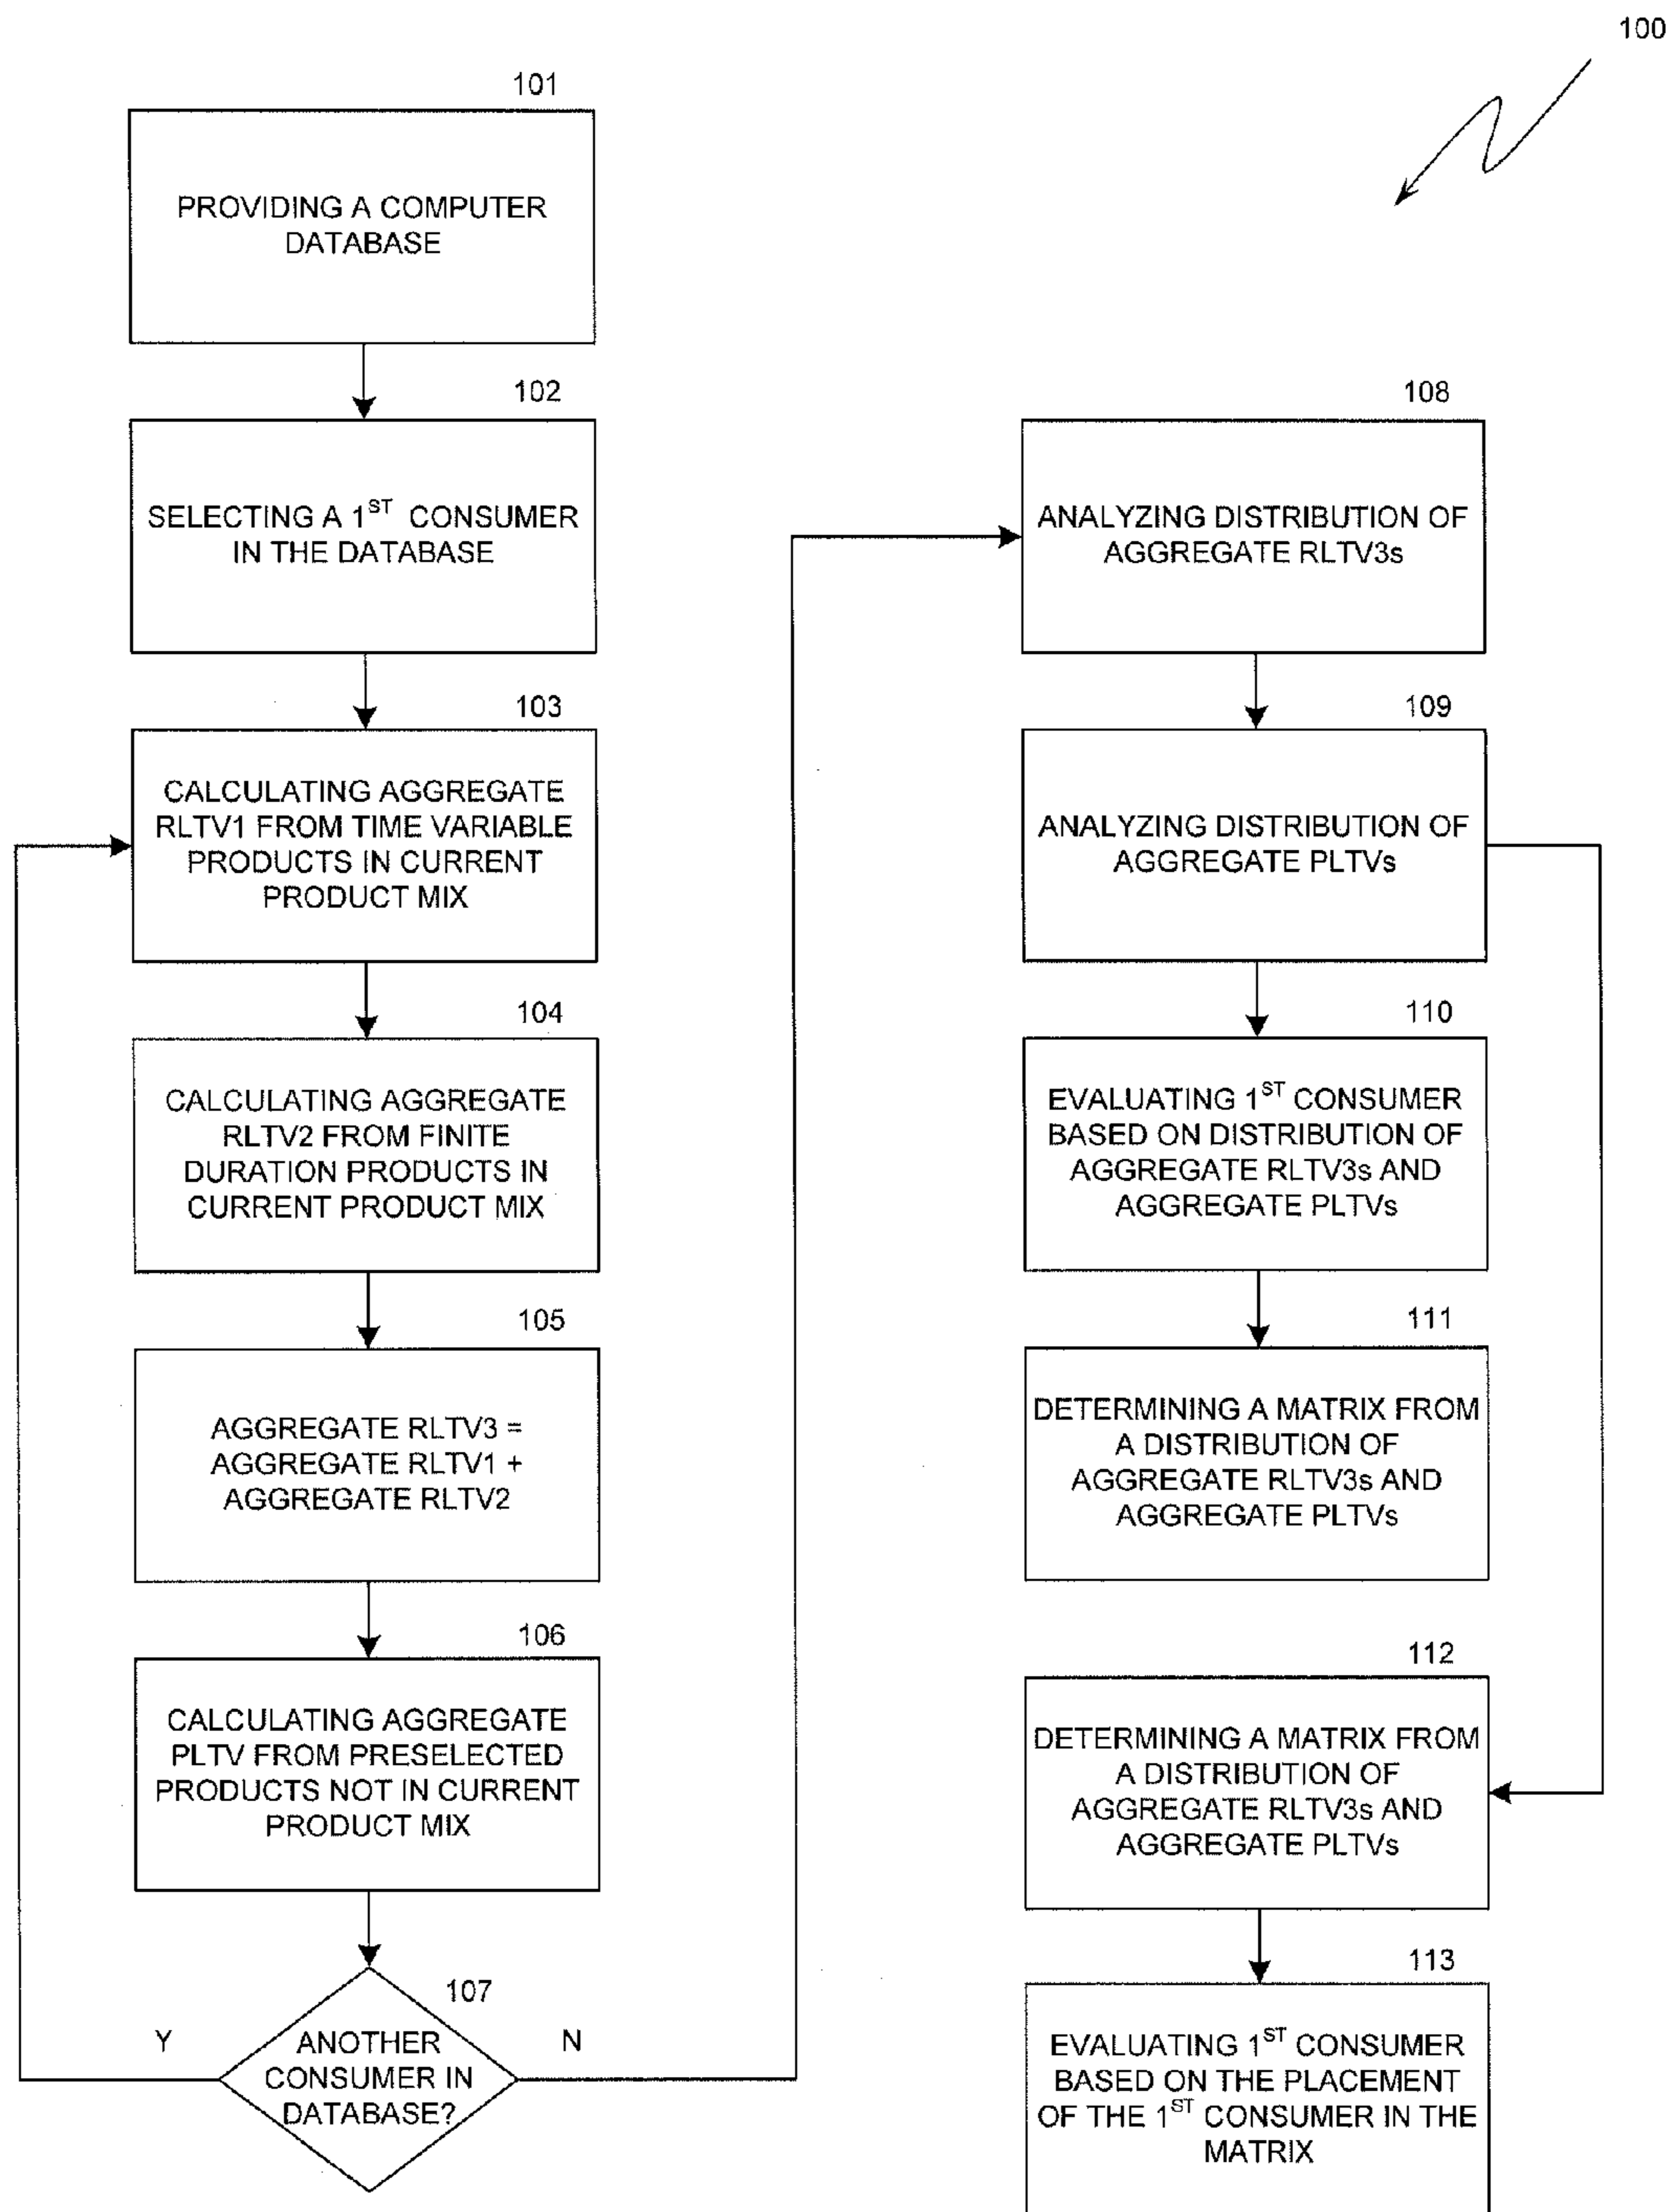 100
101
PROVIDING A COMPUTER
DATABASE
102
SELECTING A 1ST CONSUMER
IN THE DATABASE
103
CALCULATING AGGREGATE
RLTV1 FROM TIME VARIABLE
PRODUCTS IN CURRENT
PRODUCT MIX
104
CALCULATING AGGREGATE
RLTV2 FROM FINITE
DURATION PRODUCTS IN
CURRENT PRODUCT MIX
105
AGGREGATE RLTV3 =
AGGREGATE RLTV1 +
AGGREGATE RLTV2
106
CALCULATING AGGREGATE
PLTV FROM PRESELECTED
PRODUCTS NOT IN CURRENT
PRODUCT MIX
107
Y
ANOTHER
CONSUMER IN
DATABASE?
N
108
ANALYZING DISTRIBUTION OF
AGGREGATE RLTV3s
109
ANALYZING DISTRIBUTION OF
AGGREGATE PLTVs
110
EVALUATING 1ST CONSUMER
BASED ON DISTRIBUTION OF
AGGREGATE RLTV3s AND
AGGREGATE PLTVs
111
DETERMINING A MATRIX FROM
A DISTRIBUTION OF
AGGREGATE RLTV3s AND
AGGREGATE PLTVs
112
DETERMINING A MATRIX FROM
A DISTRIBUTION OF
AGGREGATE RLTV3s AND
AGGREGATE PLTVs
113
EVALUATING 1ST CONSUMER
BASED ON THE PLACEMENT
OF THE 1ST CONSUMER IN THE
MATRIX